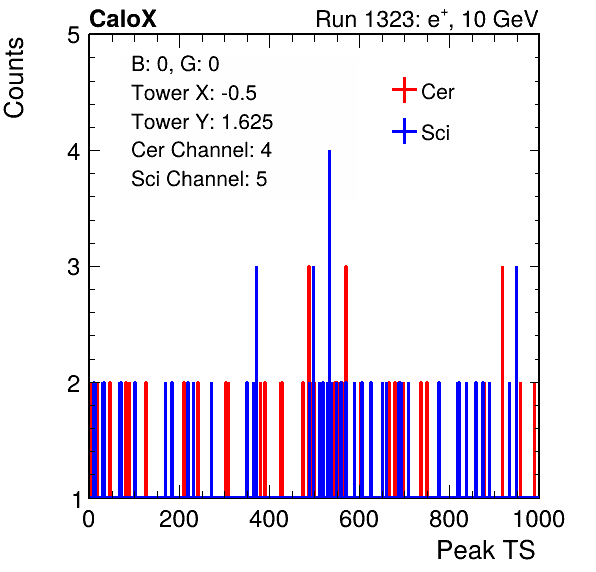 CaloX Run 1323: e⁺, 10 GeV
Counts
B: 0, G: 0
Tower X: -0.5
Tower Y: 1.625
Cer Channel: 4
Sci Channel: 5
Cer
Sci
5
4
3
2
1
0 200 400 600 800 1000
Peak TS